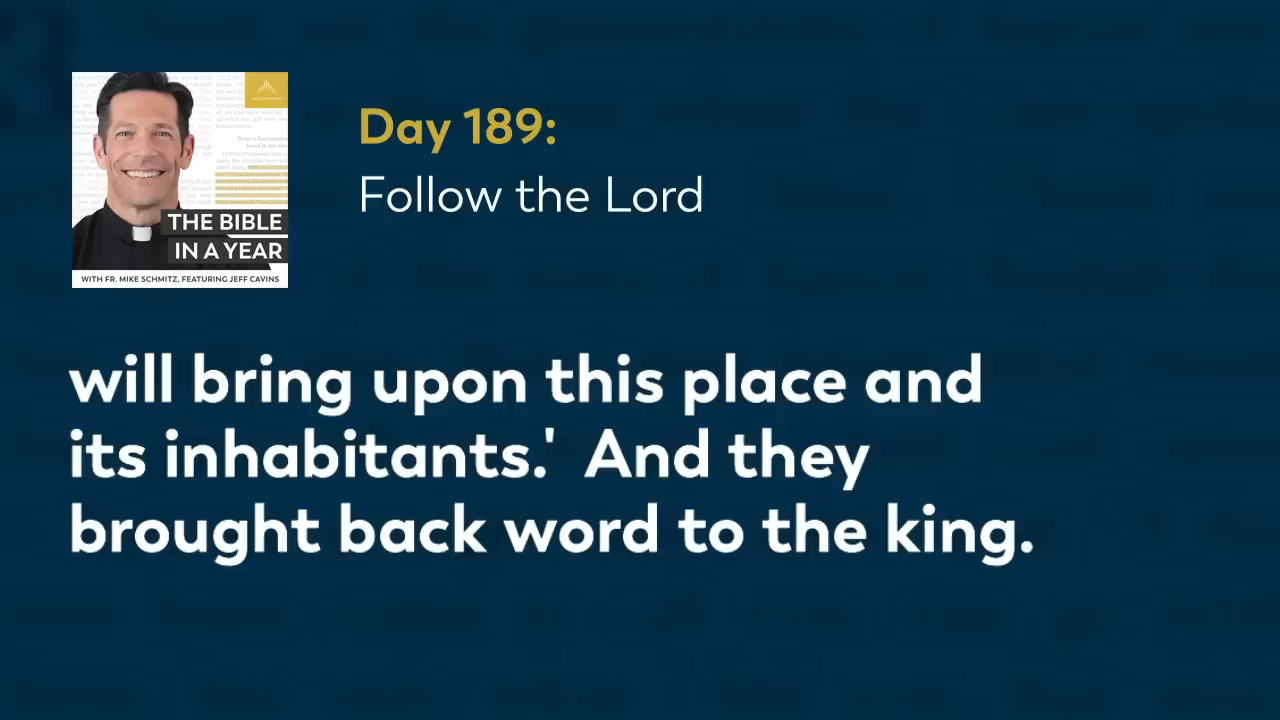 Day 189:
Follow the Lord
THE BIBLE
IN A YEAR
WITH FR. MIKE SCHMITZ, FEATURING JEFF CAVINS
will bring upon this place and
its inhabitants.' And they
brought back word to the king.